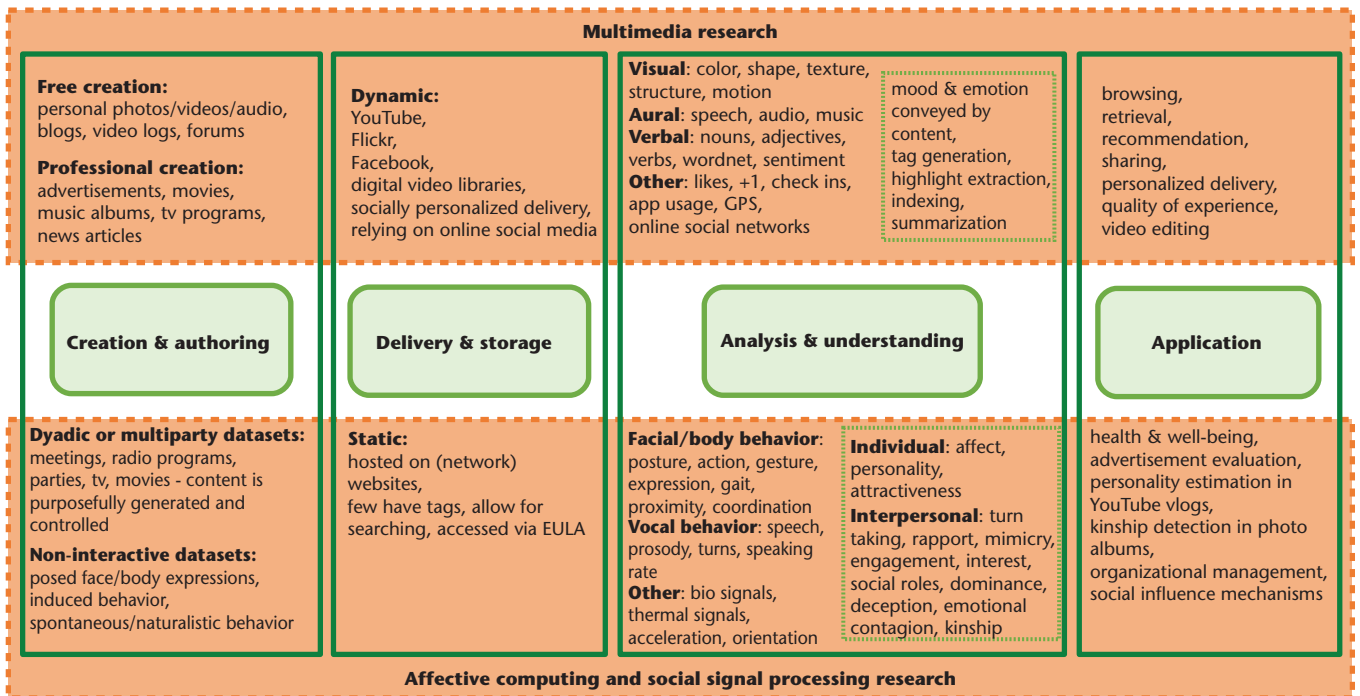 Multimedia research
Free creation:
personal photos/videos/audio,
blogs, video logs, forums
Professional creation:
advertisements, movies,
music albums, tv programs,
news articles
Dynamic:
YouTube,
Flickr,
Facebook,
digital video libraries,
socially personalized delivery,
relying on online social media
Visual: color, shape, texture,
structure, motion
Aural: speech, audio, music
Verbal: nouns, adjectives,
verbs, wordnet, sentiment
Other: likes, +1, check ins,
app usage, GPS,
online social networks
mood & emotion
conveyed by
content,
tag generation,
highlight extraction,
indexing,
summarization
browsing,
retrieval,
recommendation,
sharing,
personalized delivery,
quality of experience,
video editing
Creation & authoring
Delivery & storage
Analysis & understanding
Application
Dyadic or multiparty datasets:
meetings, radio programs,
parties, tv, movies - content is
purposefully generated and
controlled
Non-interactive datasets:
posed face/body expressions,
induced behavior,
spontaneous/naturalistic behavior
Static:
hosted on (network)
websites,
few have tags, allow for
searching, accessed via EULA
Facial/body behavior:
posture, action, gesture,
expression, gait,
proximity, coordination
Vocal behavior: speech,
prosody, turns, speaking
rate
Other: bio signals,
thermal signals,
acceleration, orientation
Individual: affect,
personality,
attractiveness
Interpersonal: turn
taking, rapport, mimicry,
engagement, interest,
social roles, dominance,
deception, emotional
contagion, kinship
health & well-being,
advertisement evaluation,
personality estimation in
YouTube vlogs,
kinship detection in photo
albums,
organizational management,
social influence mechanisms
Affective computing and social signal processing research